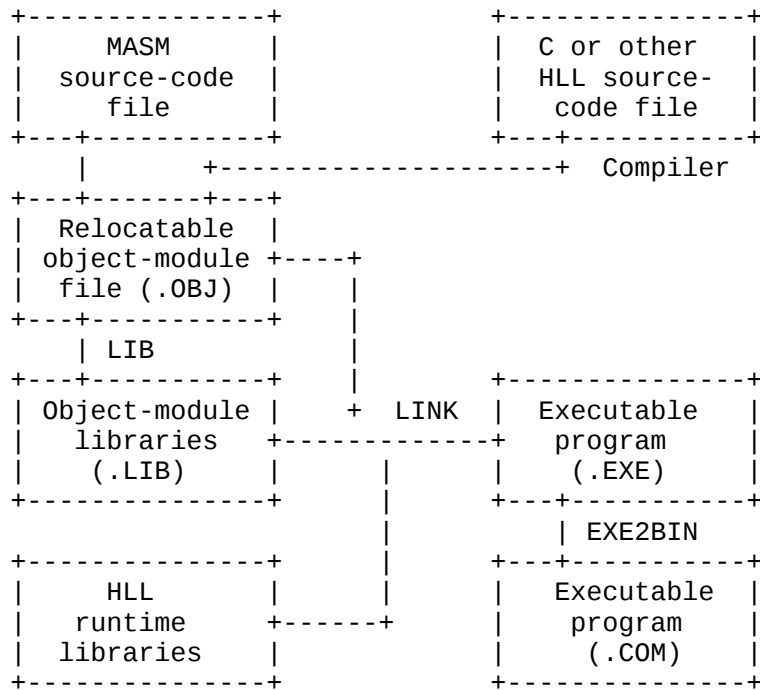 MASM
source-code
file
C or other
HLL source-
code file
Compiler
Relocatable
object-module
file (.OBJ)
LIB
Object-module
libraries
(.LIB)
LINK
Executable
program
(.EXE)
EXE2BIN
HLL
runtime
libraries
Executable
program
(.COM)